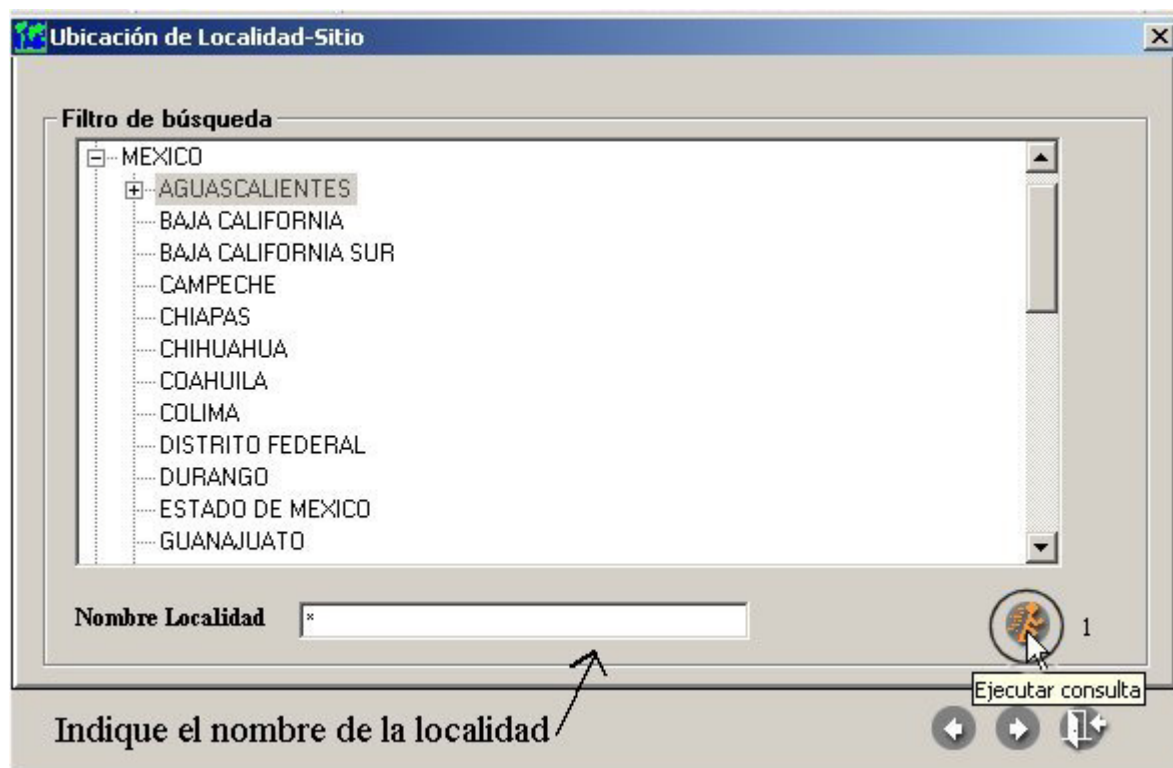 Ubicación de Localidad-Sitio
Filtro de búsqueda
MEXICO
AGUASCALIENTES
BAJA CALIFORNIA
BAJA CALIFORNIA SUR
CAMPECHE
CHIAPAS
CHIHUAHUA
COAHUILA
COLIMA
DISTRITO FEDERAL
DURANGO
ESTADO DE MEXICO
GUANAJUATO
Nombre Localidad *
1
Ejecutar consulta
Indique el nombre de la localidad